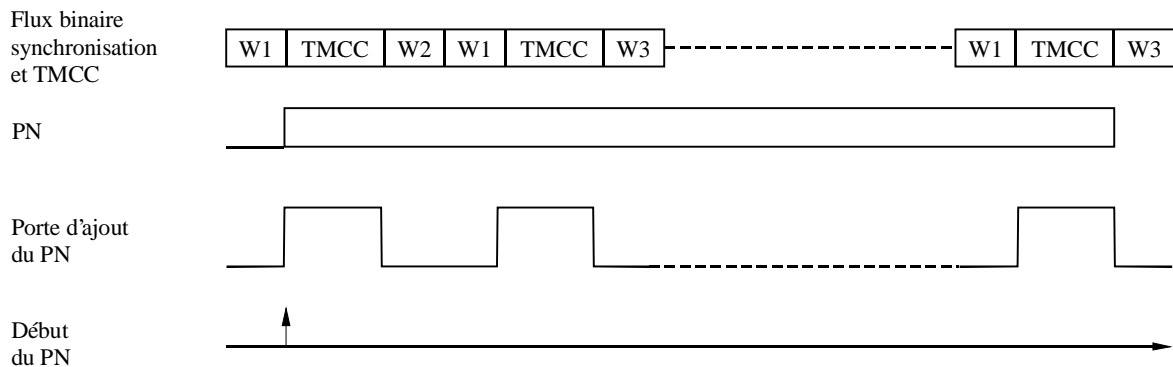 Flux binaire
synchronisation
et TMCC
W1 TMCC W2 W1 TMCC W3 W1 TMCC W3
PN
Porte d'ajout
du PN
Début
du PN